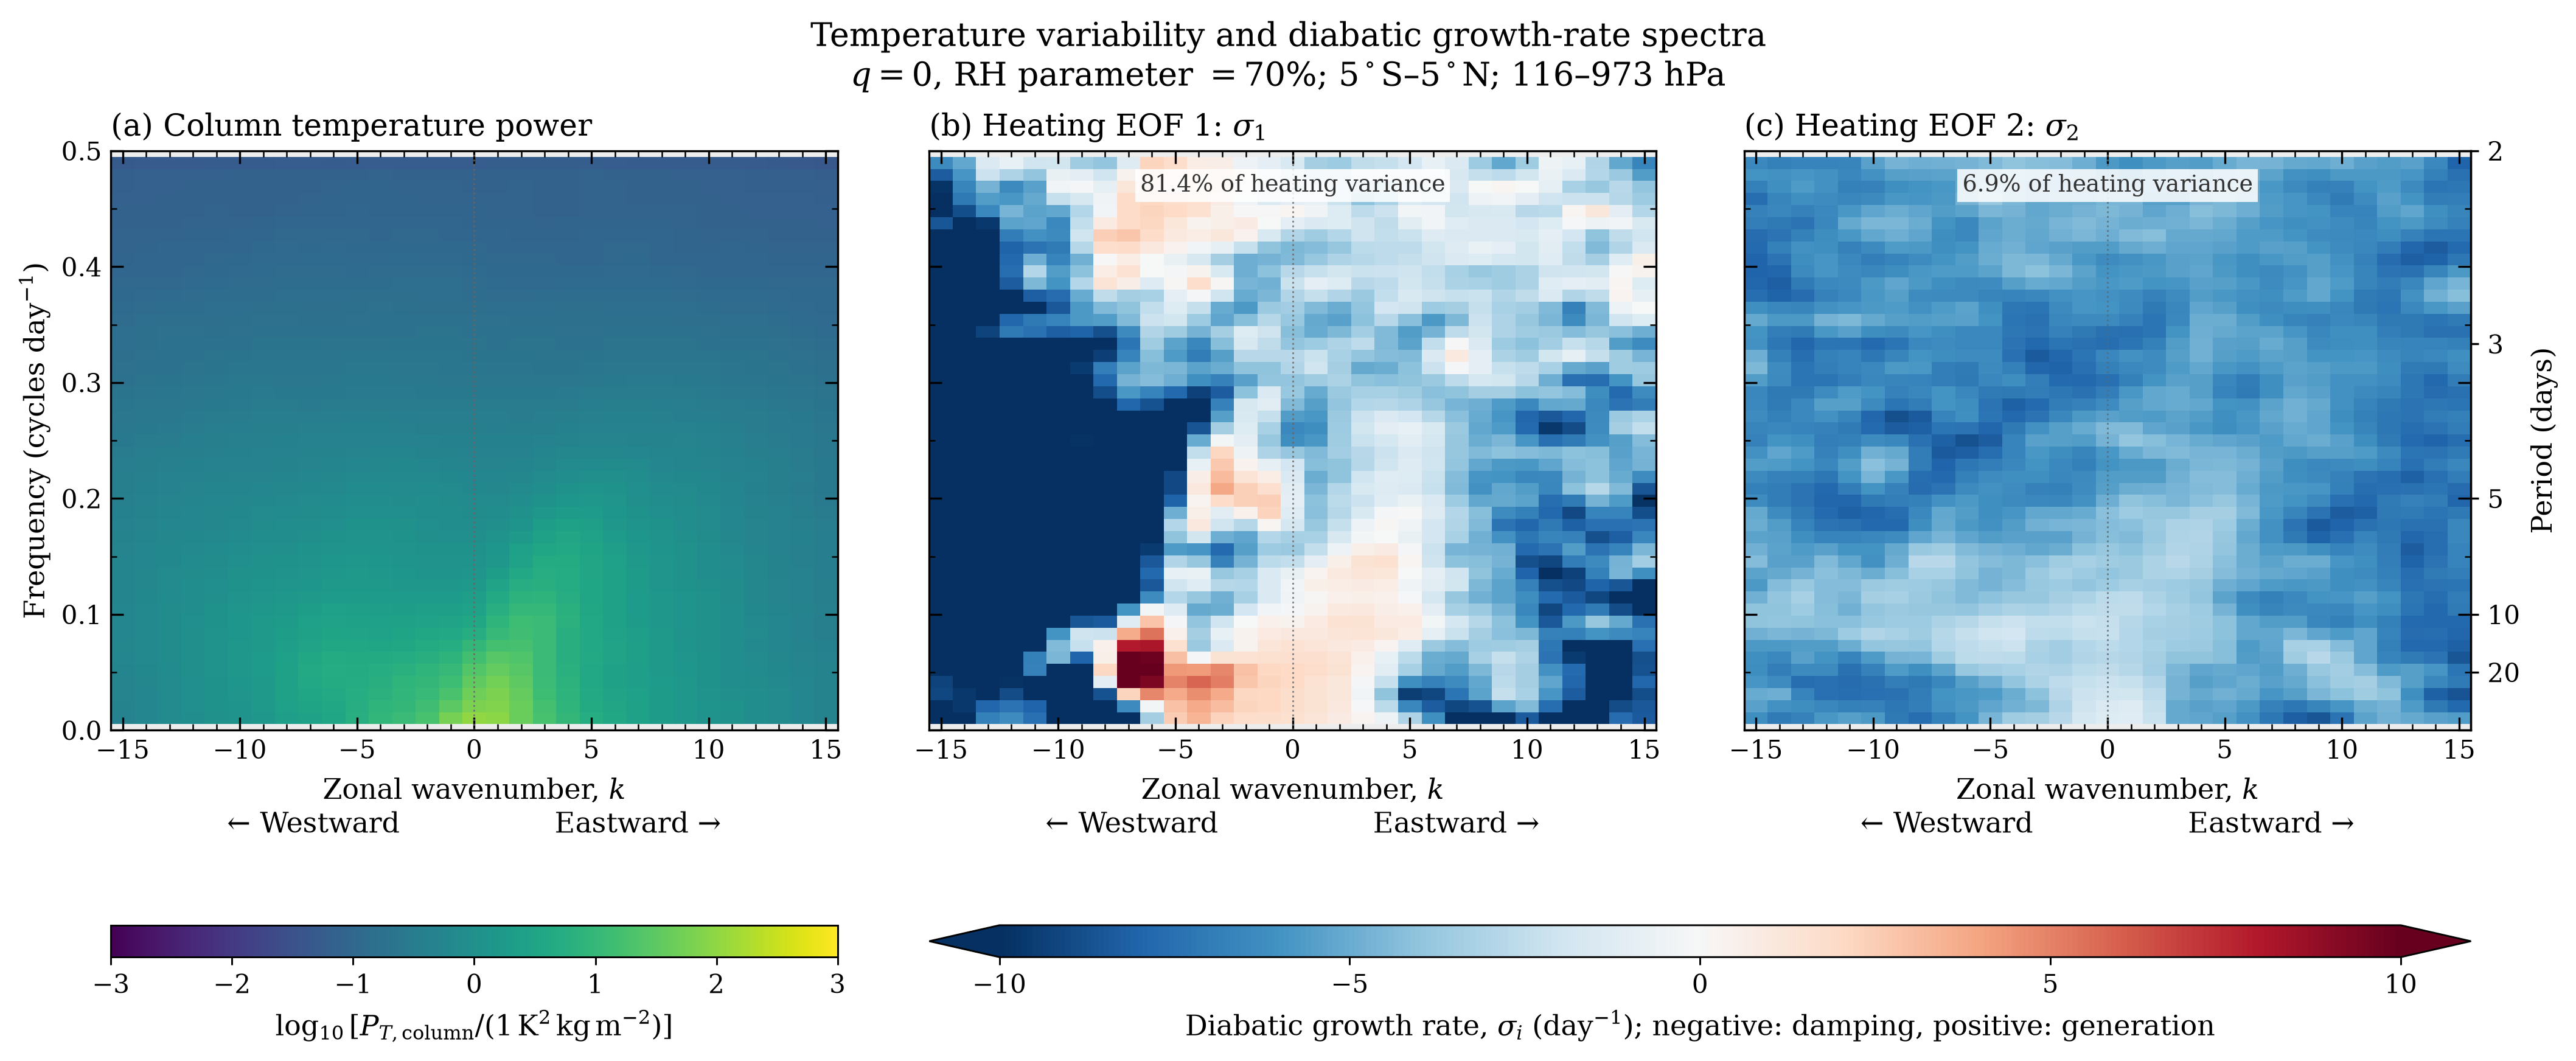 Temperature variability and diabatic growth-rate spectra
q = 0, RH parameter = 70%; 5°S–5°N; 116–973 hPa
(a) Column temperature power
(b) Heating EOF 1: σ₁
(c) Heating EOF 2: σ₂
81.4% of heating variance
6.9% of heating variance
Frequency (cycles day⁻¹)
0.5
0.4
0.3
0.2
0.1
0.0
2
3
5
10
20
Period (days)
−15 −10 −5 0 5 10 15
−15 −10 −5 0 5 10 15
−15 −10 −5 0 5 10 15
Zonal wavenumber, k
← Westward Eastward →
Zonal wavenumber, k
← Westward Eastward →
Zonal wavenumber, k
← Westward Eastward →
−3 −2 −1 0 1 2 3
log₁₀ [P_T, column/(1 K² kg m⁻²)]
−10 −5 0 5 10
Diabatic growth rate, σᵢ (day⁻¹); negative: damping, positive: generation